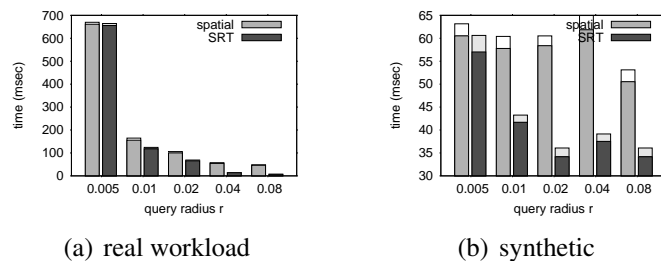 700
600
500
400
300
200
100
0
time (msec)
spatial
SRT
0.005 0.01 0.02 0.04 0.08
query radius r
(a) real workload
65
60
55
50
45
40
35
30
time (msec)
spatial
SRT
0.005 0.01 0.02 0.04 0.08
query radius r
(b) synthetic